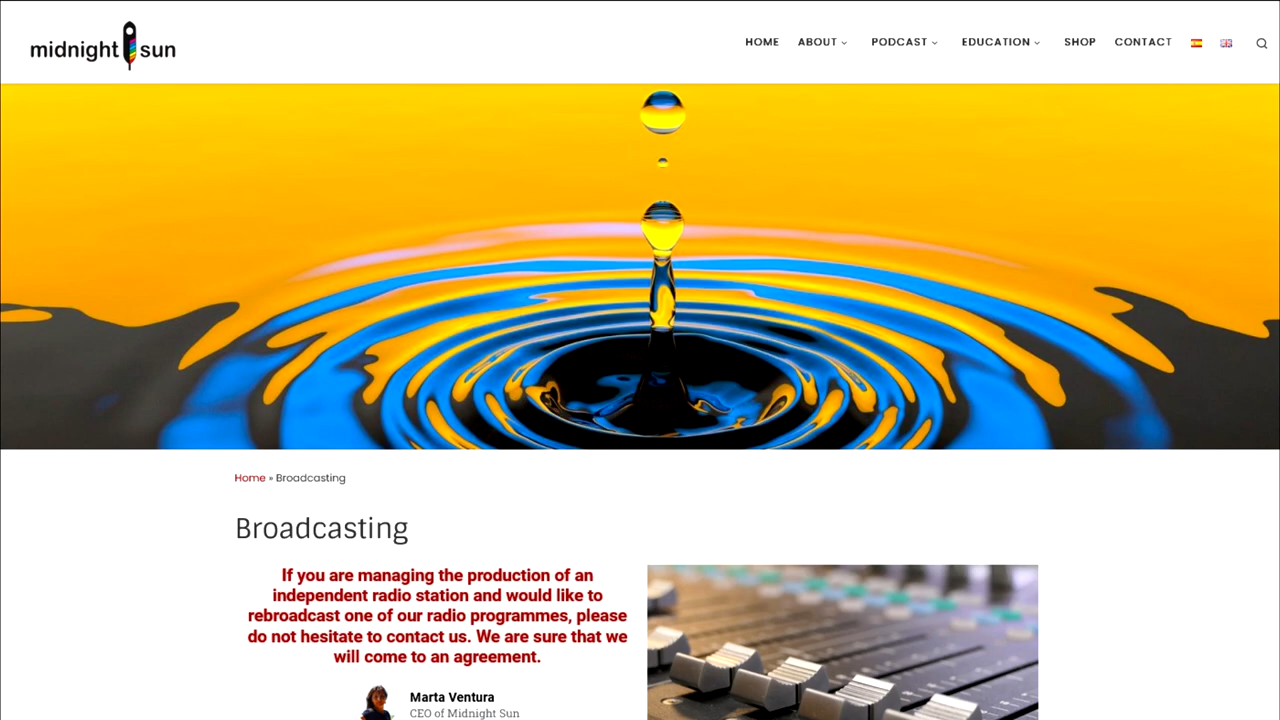 midnight sun
HOME ABOUT PODCAST EDUCATION SHOP CONTACT
Home » Broadcasting
Broadcasting
If you are managing the production of an
independent radio station and would like to
rebroadcast one of our radio programmes, please
do not hesitate to contact us. We are sure that we
will come to an agreement.
Marta Ventura
CEO of Midnight Sun